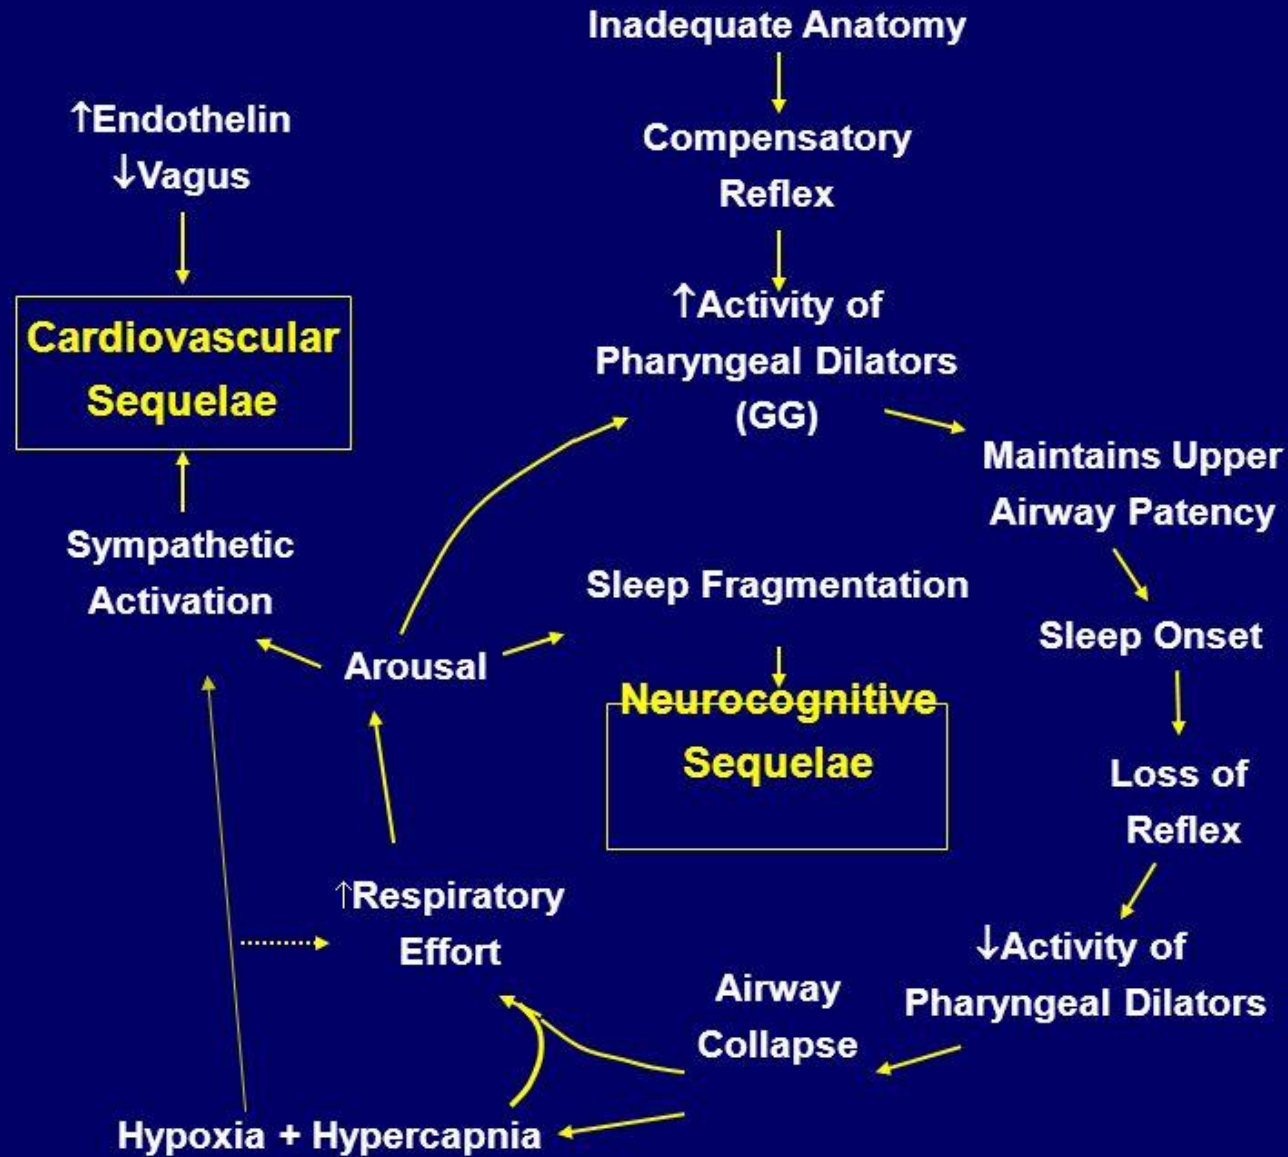 Inadequate Anatomy
Compensatory
Reflex
↑Activity of
Pharyngeal Dilators
(GG)
Maintains Upper
Airway Patency
Sleep Onset
Loss of
Reflex
↓Activity of
Pharyngeal Dilators
Airway
Collapse
Hypoxia + Hypercapnia
↑Respiratory
Effort
Arousal
Sleep Fragmentation
Neurocognitive
Sequelae
Sympathetic
Activation
Cardiovascular
Sequelae
↑Endothelin
↓Vagus